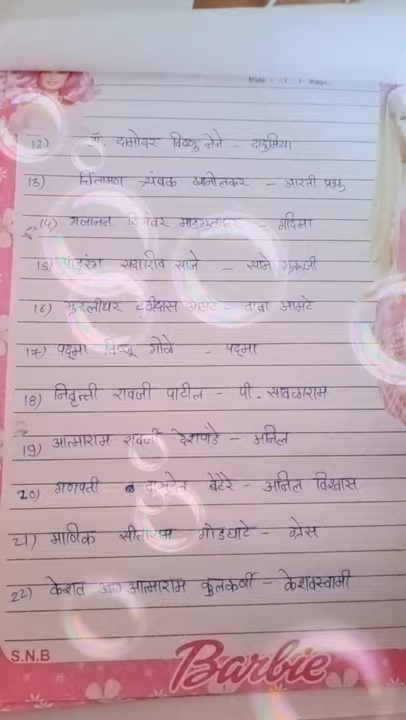 Date : / / Page
12) डॉ. दामोदर विष्णु नेने - दादुमिया
13) चिंतामण त्र्यंबक खानोलकर - आरती प्रभु
14) गजानन दिगंबर माडगुळकर - गदिमा
15) पांडुरंग सदाशिव साने - साने गुरुजी
16) मुरलीधर देवीदास आमटे - बाबा आमटे
17) पद्मा विष्णू गोळे - पद्मा
18) निवृत्ती रावजी पाटील - पी. सावळाराम
19) आत्माराम रावजी देशपांडे - अनिल
20) गणपती वासुदेव बेहेरे - अनिल विश्वास
21) माणिक सीताराम गोडघाटे - ग्रेस
22) केशव आत्माराम कुलकर्णी - केशवस्वामी
S.N.B
Barbie